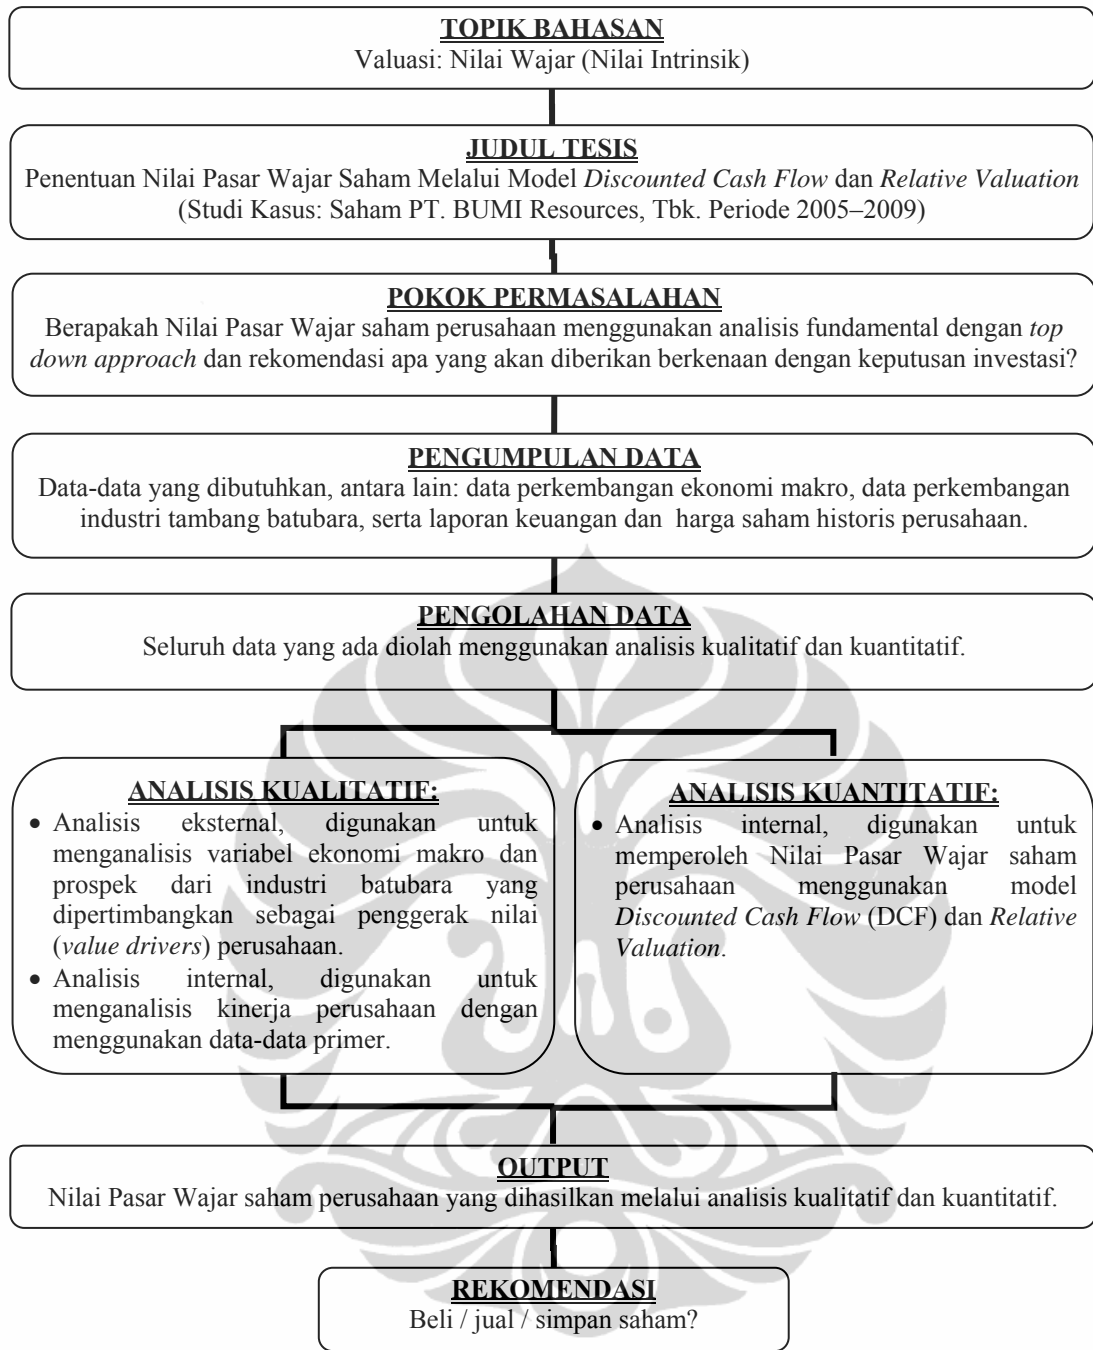 TOPIK BAHASAN
Valuasi: Nilai Wajar (Nilai Intrinsik)
JUDUL TESIS
Penentuan Nilai Pasar Wajar Saham Melalui Model Discounted Cash Flow dan Relative Valuation
(Studi Kasus: Saham PT. BUMI Resources, Tbk. Periode 2005–2009)
POKOK PERMASALAHAN
Berapakah Nilai Pasar Wajar saham perusahaan menggunakan analisis fundamental dengan top
down approach dan rekomendasi apa yang akan diberikan berkenaan dengan keputusan investasi?
PENGUMPULAN DATA
Data-data yang dibutuhkan, antara lain: data perkembangan ekonomi makro, data perkembangan
industri tambang batubara, serta laporan keuangan dan harga saham historis perusahaan.
PENGOLAHAN DATA
Seluruh data yang ada diolah menggunakan analisis kualitatif dan kuantitatif.
ANALISIS KUALITATIF:
• Analisis eksternal, digunakan untuk
menganalisis variabel ekonomi makro dan
prospek dari industri batubara yang
dipertimbangkan sebagai penggerak nilai
(value drivers) perusahaan.
• Analisis internal, digunakan untuk
menganalisis kinerja perusahaan dengan
menggunakan data-data primer.
ANALISIS KUANTITATIF:
• Analisis internal, digunakan untuk
memperoleh Nilai Pasar Wajar saham
perusahaan menggunakan model
Discounted Cash Flow (DCF) dan Relative
Valuation.
OUTPUT
Nilai Pasar Wajar saham perusahaan yang dihasilkan melalui analisis kualitatif dan kuantitatif.
REKOMENDASI
Beli / jual / simpan saham?